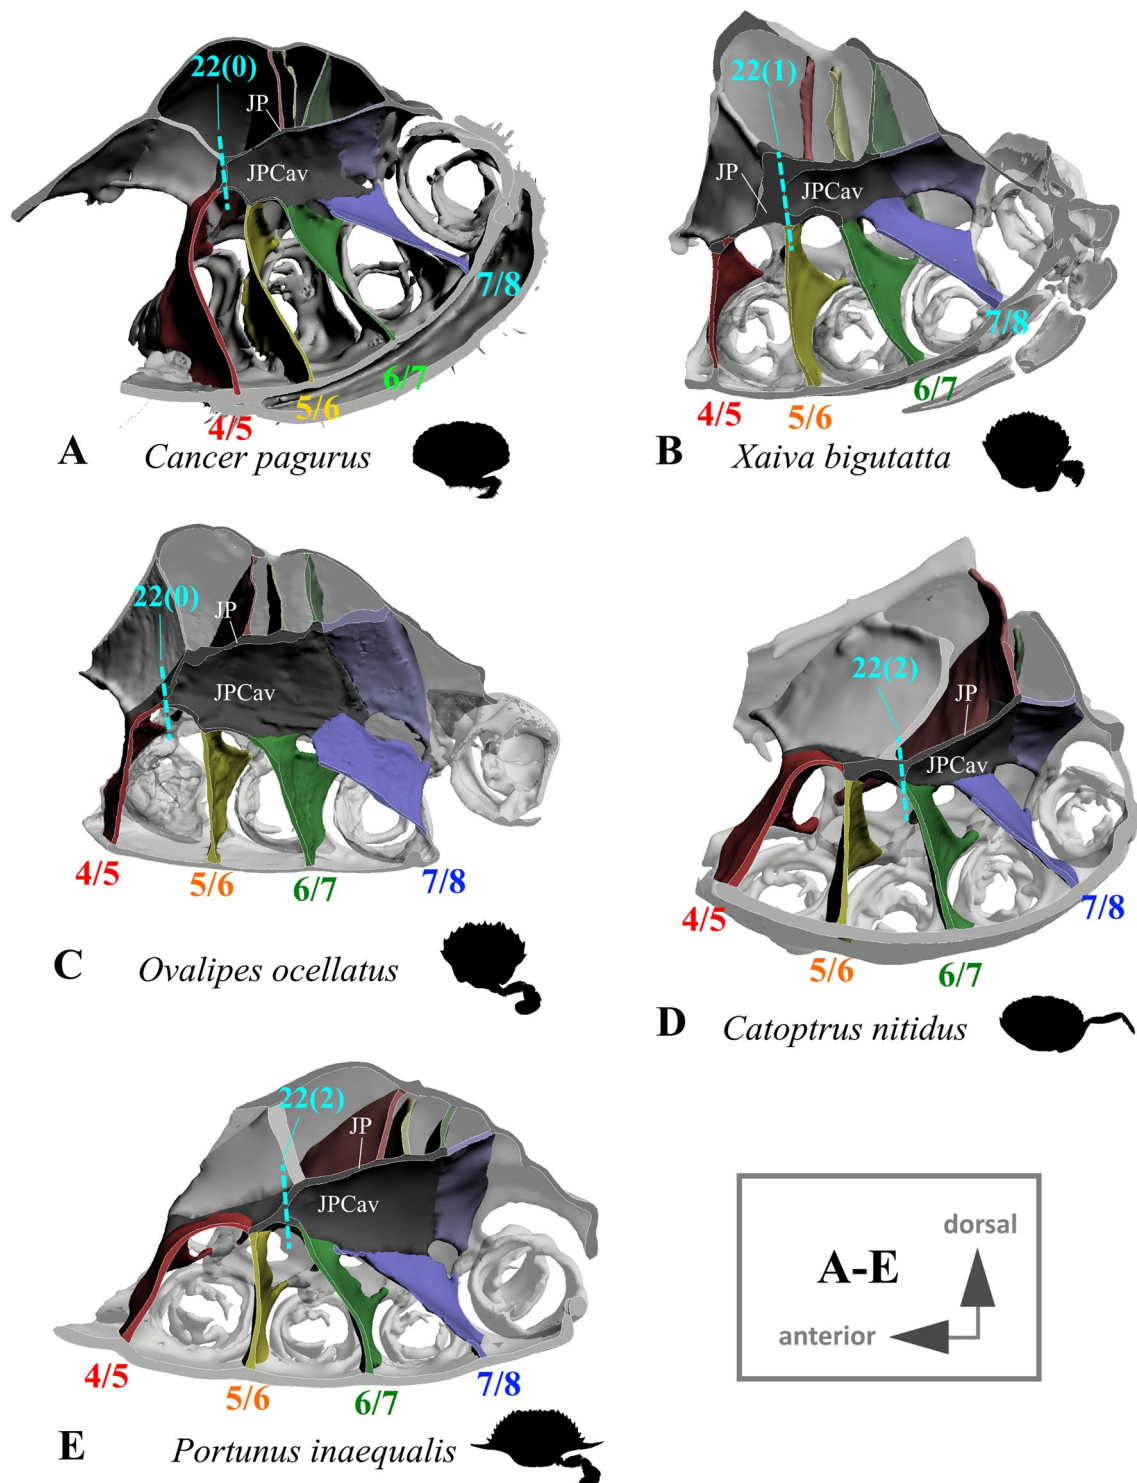 22(0)
JP
JPCav
7/8
6/7
5/6
4/5
A
Cancer pagurus
22(1)
JP
JPCav
7/8
6/7
4/5
5/6
B
Xaiva bigutatta
22(0)
JP
JPCav
4/5
5/6
6/7
7/8
C
Ovalipes ocellatus
22(2)
JP
JPCav
4/5
7/8
5/6
6/7
D
Catoptrus nitidus
22(2)
JP
JPCav
4/5
5/6
6/7
7/8
E
Portunus inaequalis
dorsal
A-E
anterior